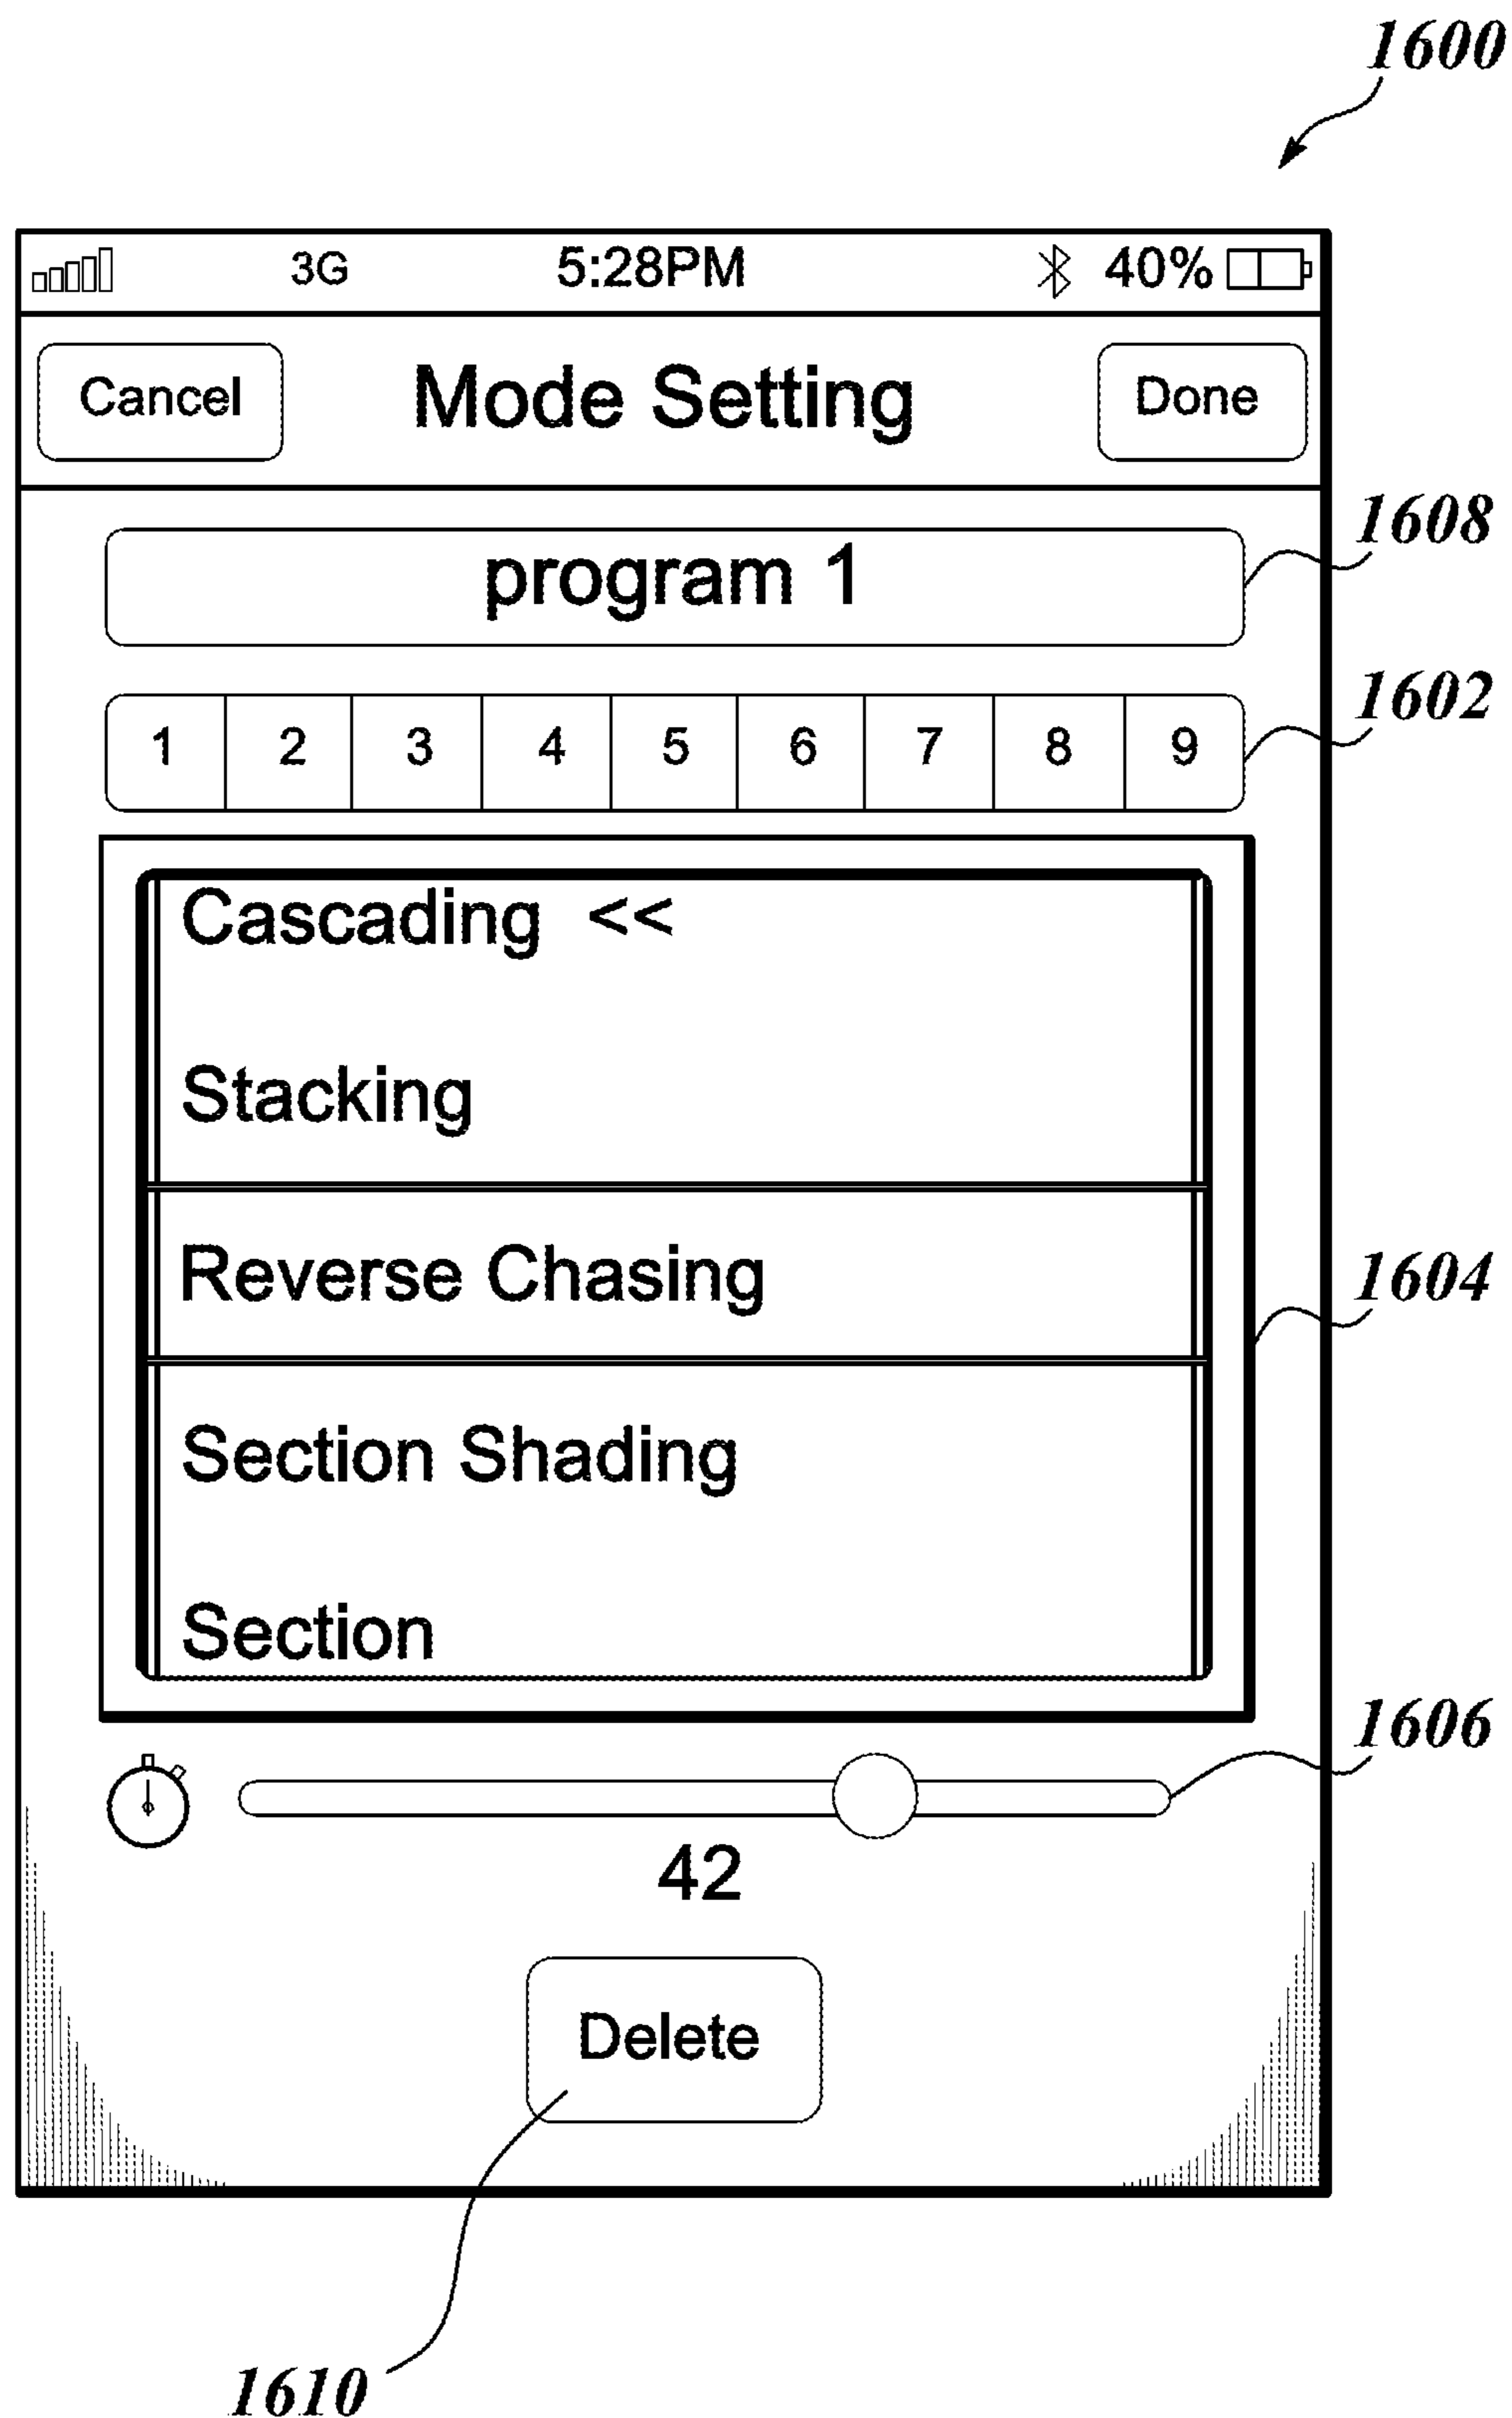 1600
3G 5:28PM 40%
Cancel Mode Setting Done
1608
program 1
1602
1 2 3 4 5 6 7 8 9
Cascading <<
Stacking
Reverse Chasing
1604
Section Shading
Section
1606
42
Delete
1610